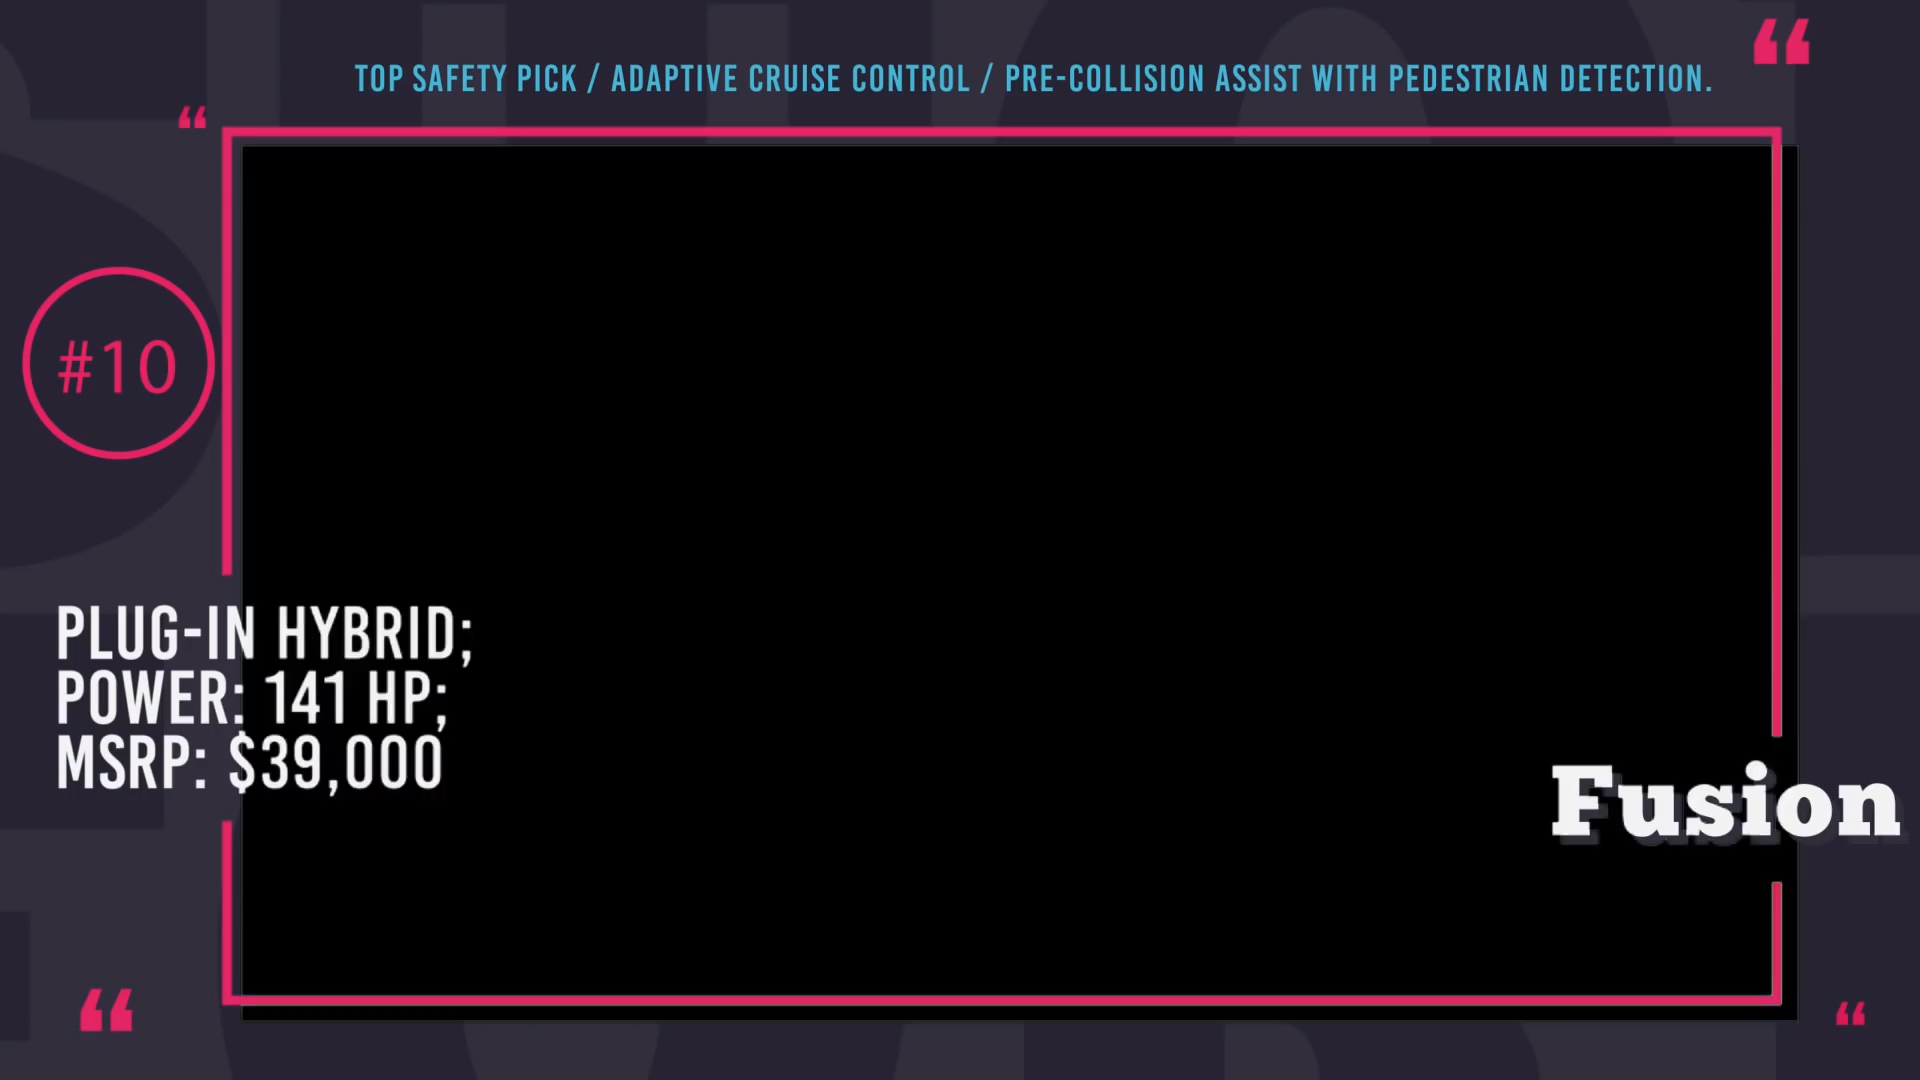 TOP SAFETY PICK / ADAPTIVE CRUISE CONTROL / PRE-COLLISION ASSIST WITH PEDESTRIAN DETECTION.
#10
PLUG-IN HYBRID;
POWER: 141 HP;
MSRP: $39,000
Fusion